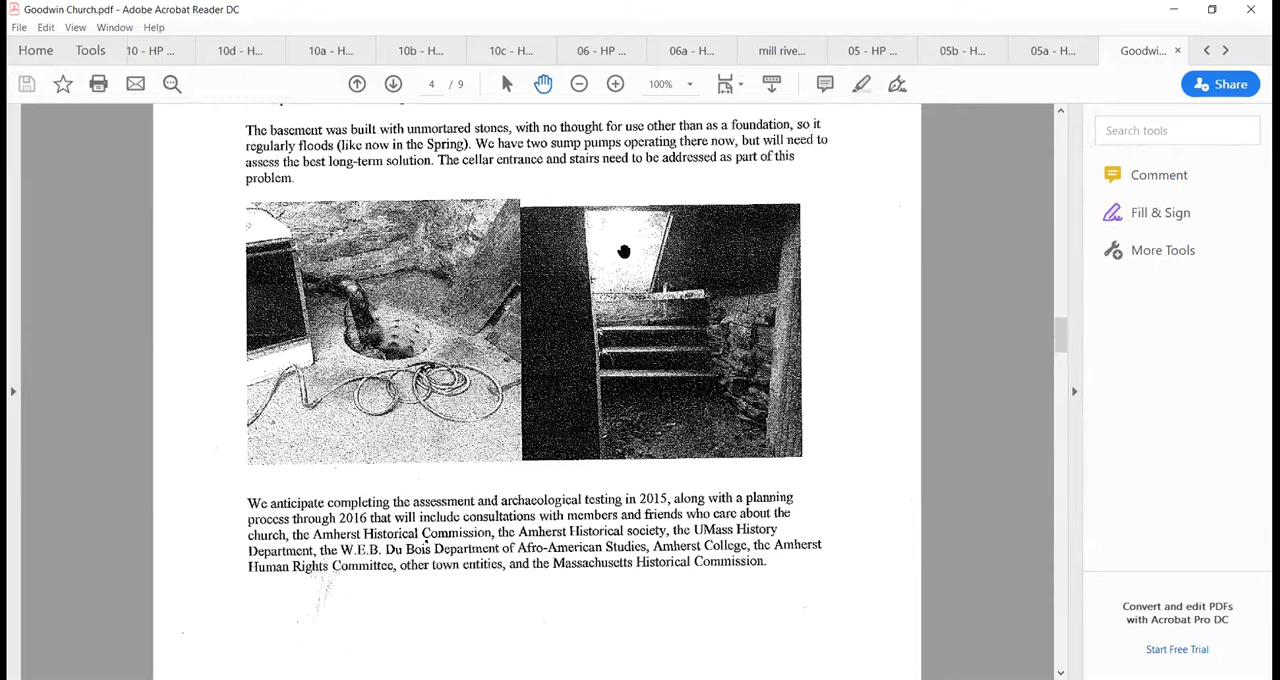 Goodwin Church.pdf - Adobe Acrobat Reader DC
File Edit View Window Help
Home Tools 10 - HP ... 10d - H... 10a - H... 10b - H... 10c - H... 06 - HP ... 06a - H... mill rive... 05 - HP ... 05b - H... 05a - H... Goodwi... ×
4 / 9 100% Share
The basement was built with unmortared stones, with no thought for use other than as a foundation, so it
regularly floods (like now in the Spring). We have two sump pumps operating there now, but will need to
assess the best long-term solution. The cellar entrance and stairs need to be addressed as part of this
problem.
We anticipate completing the assessment and archaeological testing in 2015, along with a planning
process through 2016 that will include consultations with members and friends who care about the
church, the Amherst Historical Commission, the Amherst Historical society, the UMass History
Department, the W.E.B. Du Bois Department of Afro-American Studies, Amherst College, the Amherst
Human Rights Committee, other town entities, and the Massachusetts Historical Commission.
Search tools
Comment
Fill & Sign
More Tools
Convert and edit PDFs
with Acrobat Pro DC
Start Free Trial